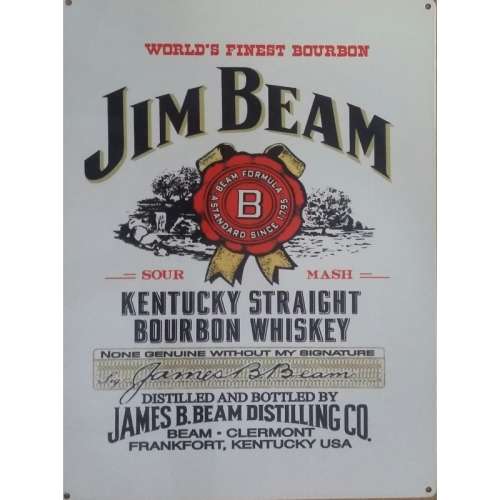 WORLD'S FINEST BOURBON
JIM BEAM
BEAM FORMULA
B
A STANDARD SINCE 1795
SOUR MASH
KENTUCKY STRAIGHT
BOURBON WHISKEY
NONE GENUINE WITHOUT MY SIGNATURE
Sig. James B Beam
DISTILLED AND BOTTLED BY
JAMES B. BEAM DISTILLING CO.
BEAM · CLERMONT
FRANKFORT, KENTUCKY USA